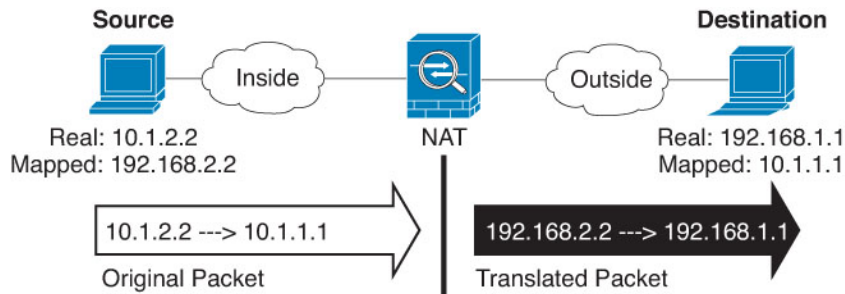 Source
Destination
Inside
Outside
Real: 10.1.2.2
Mapped: 192.168.2.2
NAT
Real: 192.168.1.1
Mapped: 10.1.1.1
10.1.2.2 ---> 10.1.1.1
192.168.2.2 ---> 192.168.1.1
Original Packet
Translated Packet